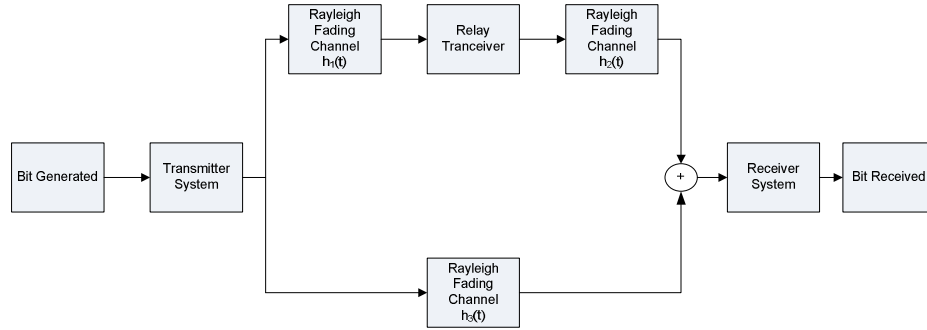 Rayleigh
Fading
Channel
h₁(t)
Relay
Tranceiver
Rayleigh
Fading
Channel
h₂(t)
Bit Generated
Transmitter
System
+
Receiver
System
Bit Received
Rayleigh
Fading
Channel
h₃(t)